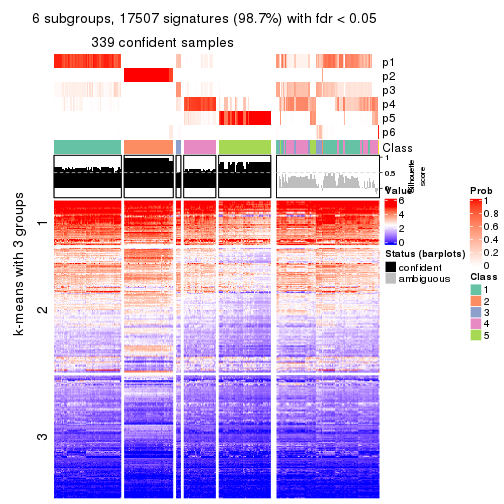 6 subgroups, 17507 signatures (98.7%) with fdr < 0.05
339 confident samples
p1
p2
p3
p4
p5
p6
Class
1
0.5
0
Silhouette
score
k-means with 3 groups
1
2
3
Value
6
4
2
0
Status (barplots)
confident
ambiguous
Prob
1
0.8
0.6
0.4
0.2
0
Class
1
2
3
4
5